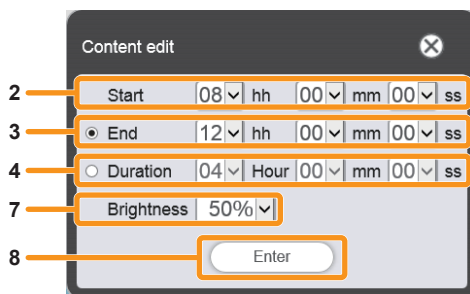 Content edit
2 Start 08 hh 00 mm 00 ss
3 End 12 hh 00 mm 00 ss
4 Duration 04 Hour 00 mm 00 ss
7 Brightness 50%
8 Enter